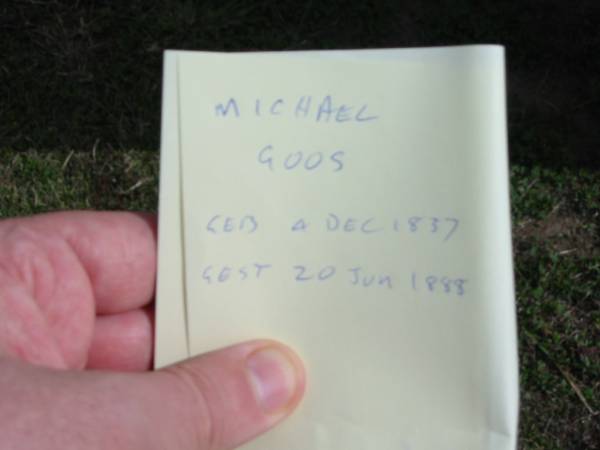 MICHAEL
GOOS
GEB 4 DEC 1837
GEST 20 JUN 1888